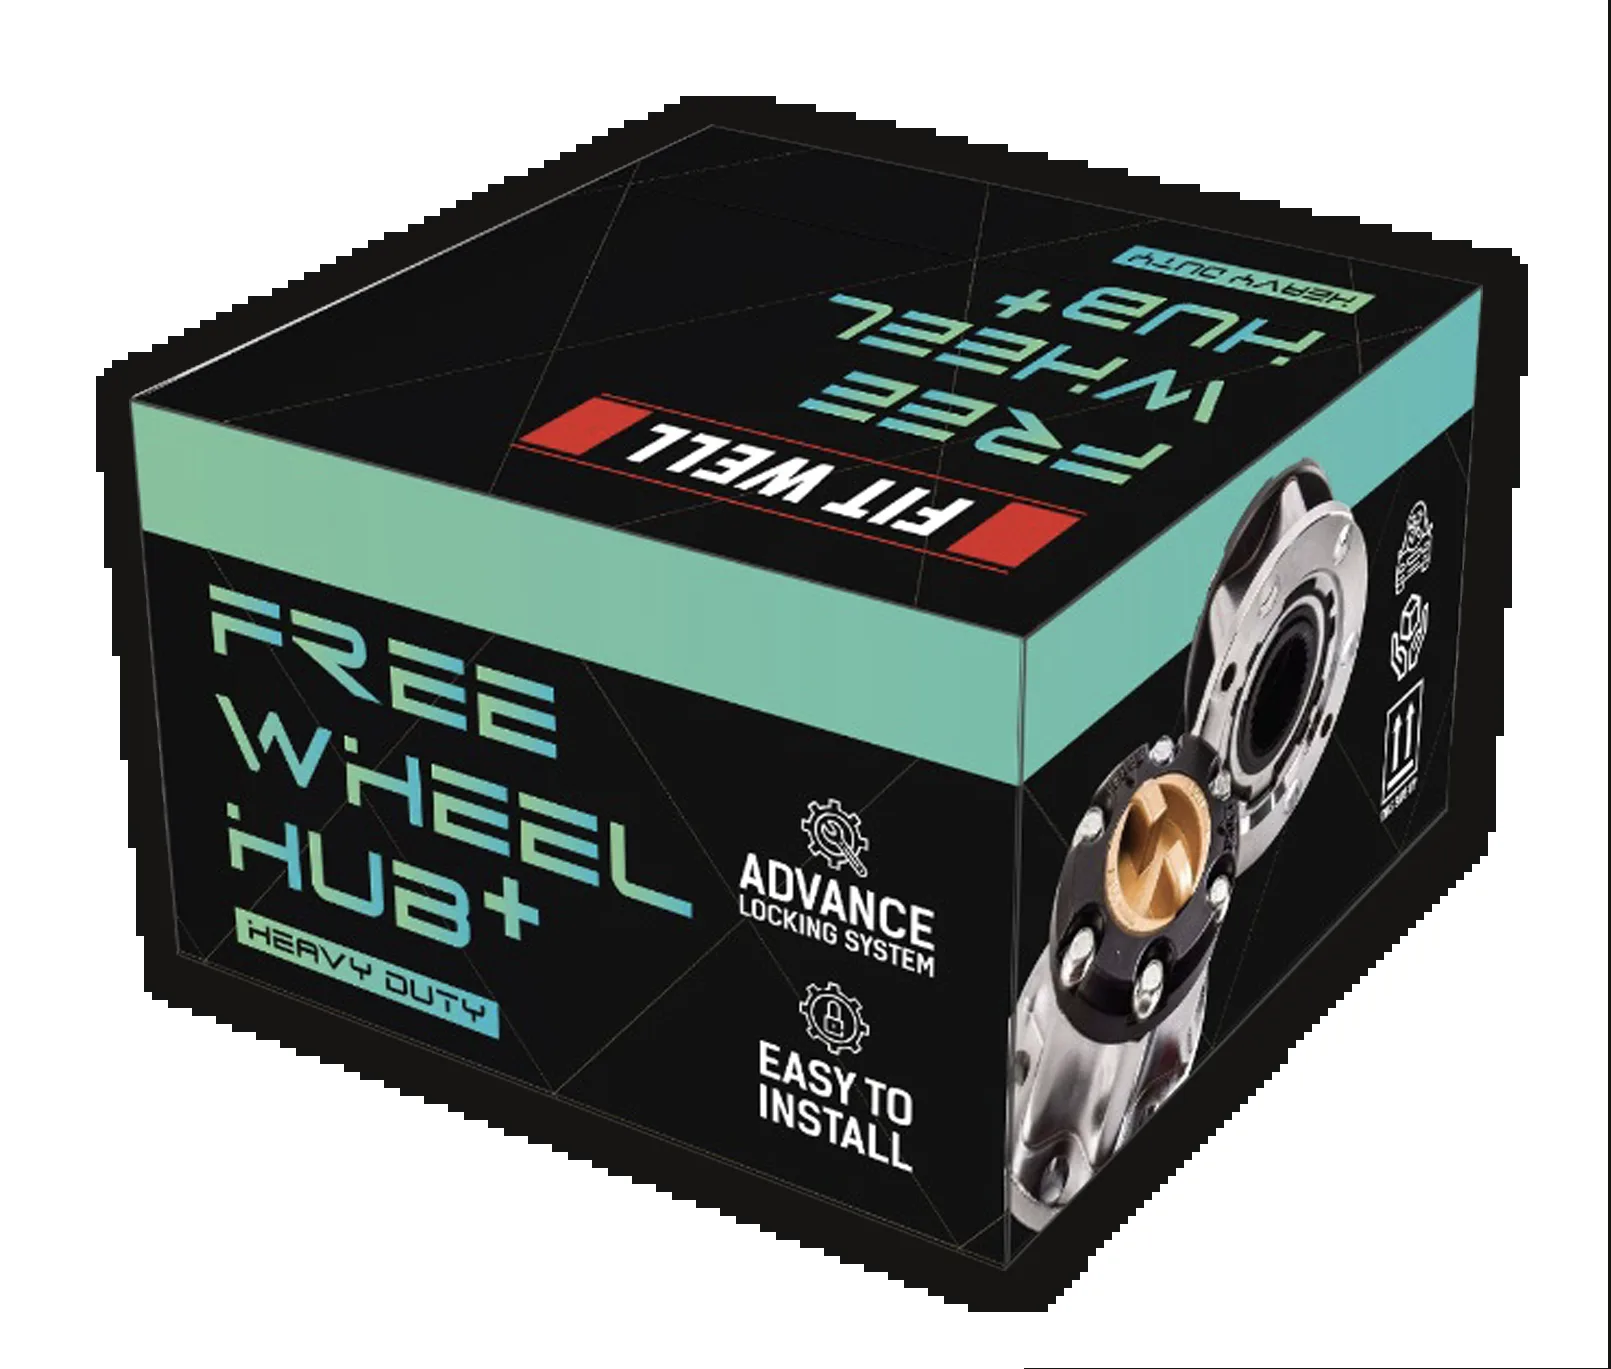 HEAVY DUTY
HUB+
WHEEL
FREE
FIT WELL
FREE
WHEEL
HUB+
HEAVY DUTY
ADVANCE
LOCKING SYSTEM
EASY TO
INSTALL